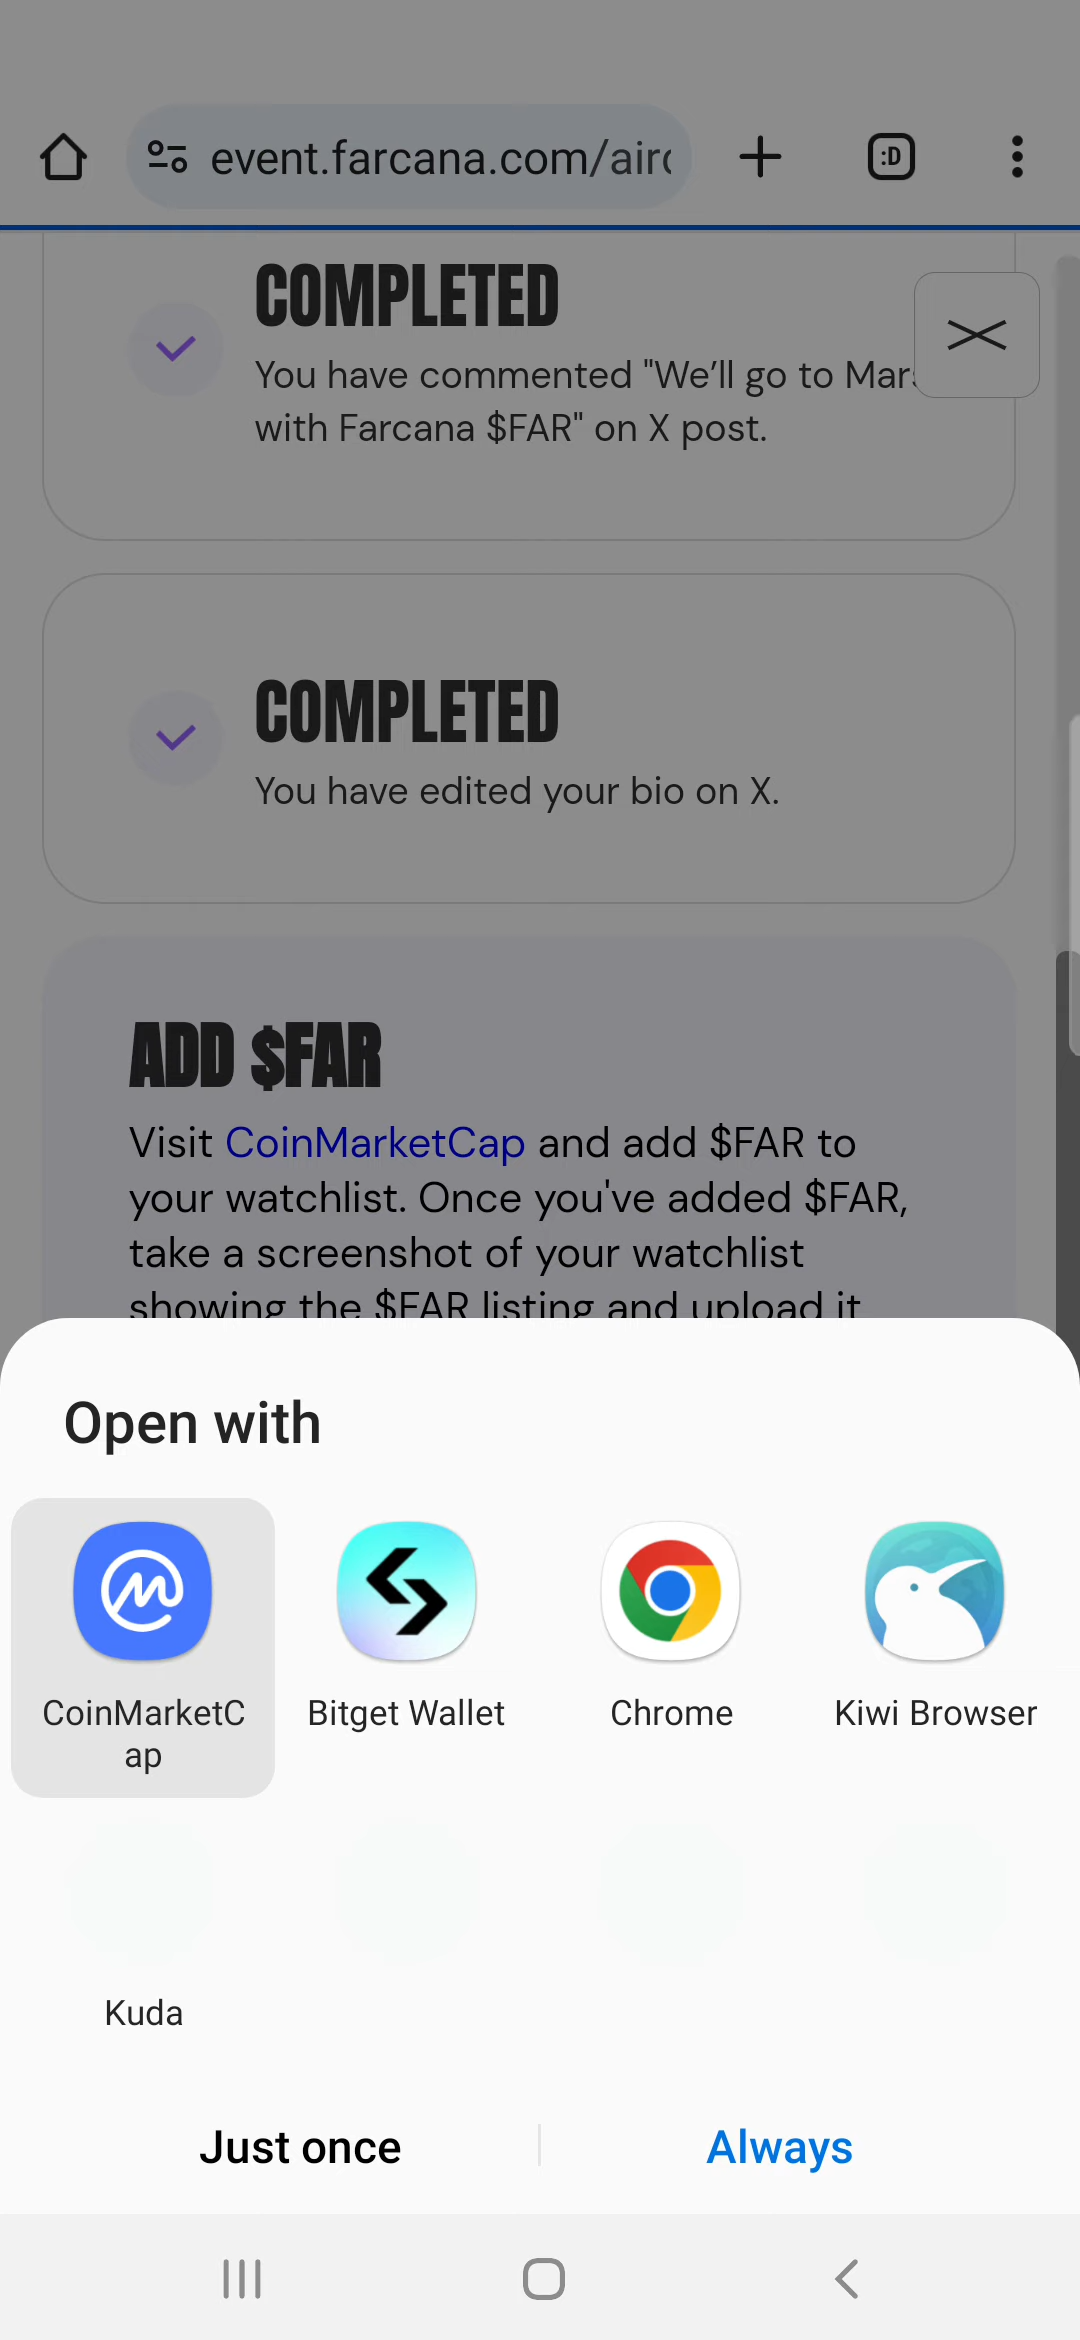 event.farcana.com/airc
:D
COMPLETED
You have commented "We’ll go to Mars
with Farcana $FAR" on X post.
COMPLETED
You have edited your bio on X.
ADD $FAR
Visit CoinMarketCap and add $FAR to
your watchlist. Once you've added $FAR,
take a screenshot of your watchlist
showing the $FAR listing and upload it
Open with
CoinMarketC
ap
Bitget Wallet
Chrome
Kiwi Browser
Kuda
Just once
Always